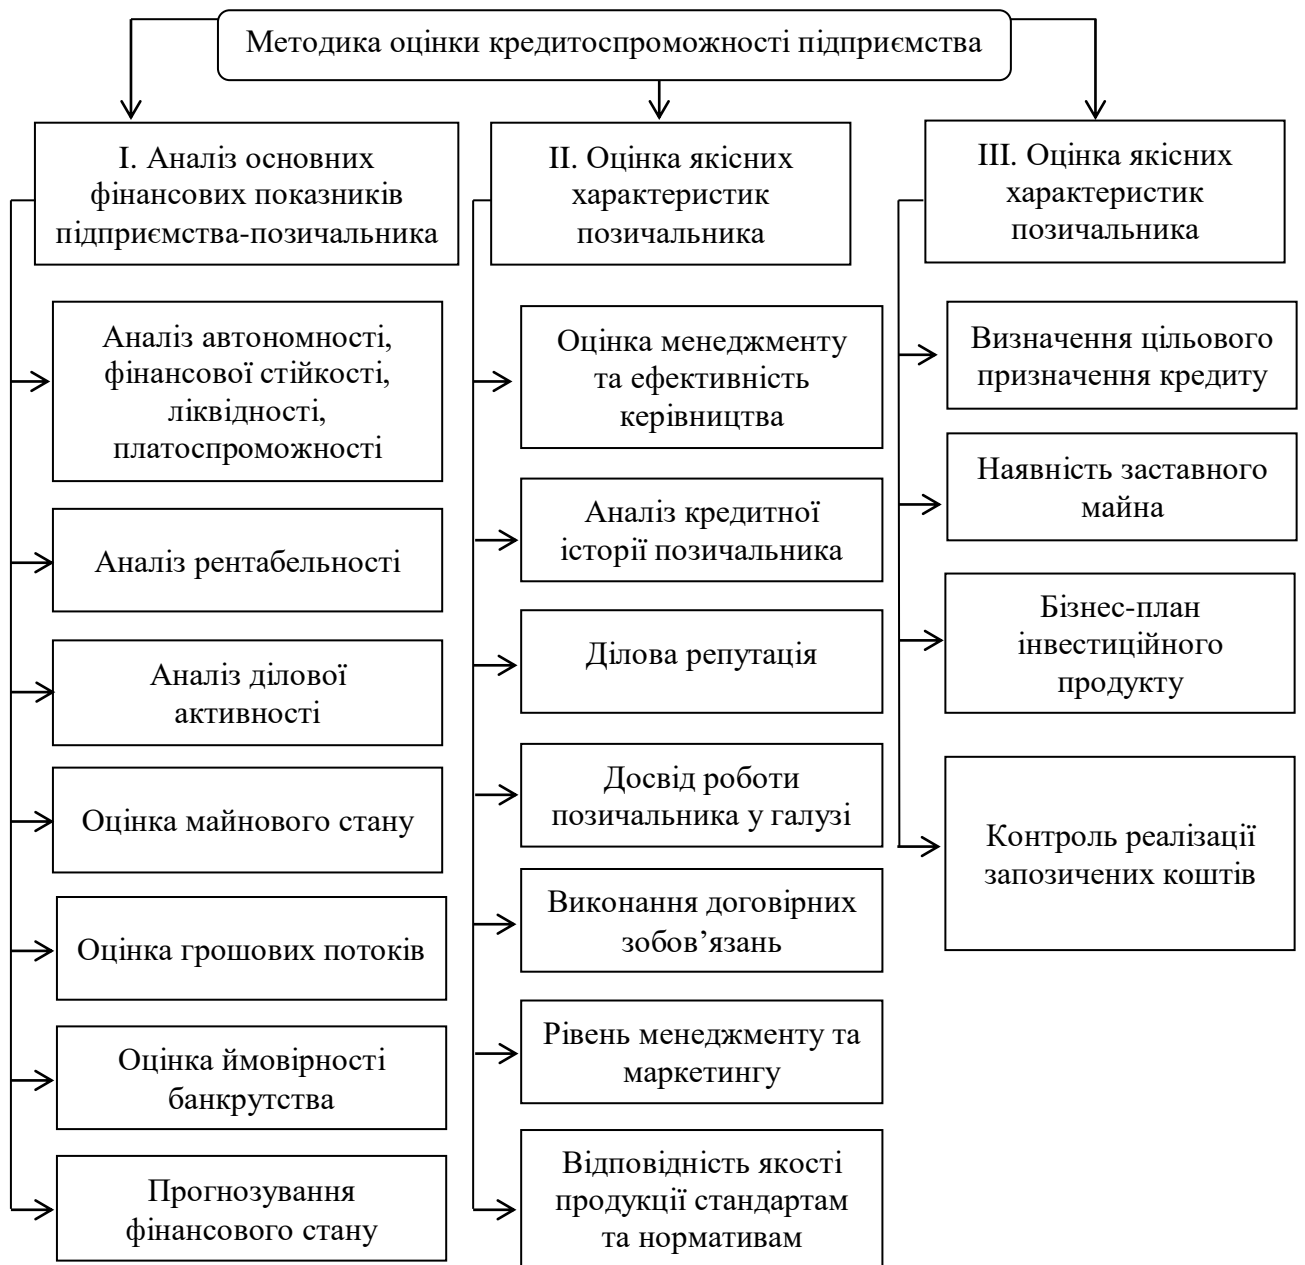 Методика оцінки кредитоспроможності підприємства
І. Аналіз основних
фінансових показників
підприємства-позичальника
Аналіз автономності,
фінансової стійкості,
ліквідності,
платоспроможності
Аналіз рентабельності
Аналіз ділової
активності
Оцінка майнового стану
Оцінка грошових потоків
Оцінка ймовірності
банкрутства
Прогнозування
фінансового стану
ІІ. Оцінка якісних
характеристик
позичальника
Оцінка менеджменту
та ефективність
керівництва
Аналіз кредитної
історії позичальника
Ділова репутація
Досвід роботи
позичальника у галузі
Виконання договірних
зобов’язань
Рівень менеджменту та
маркетингу
Відповідність якості
продукції стандартам
та нормативам
ІІІ. Оцінка якісних
характеристик
позичальника
Визначення цільового
призначення кредиту
Наявність заставного
майна
Бізнес-план
інвестиційного
продукту
Контроль реалізації
запозичених коштів